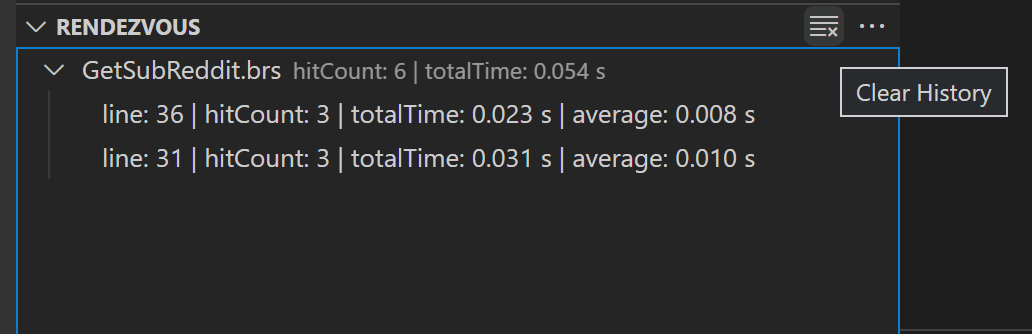 RENDEZVOUS
GetSubReddit.brs hitCount: 6 | totalTime: 0.054 s
Clear History
line: 36 | hitCount: 3 | totalTime: 0.023 s | average: 0.008 s
line: 31 | hitCount: 3 | totalTime: 0.031 s | average: 0.010 s